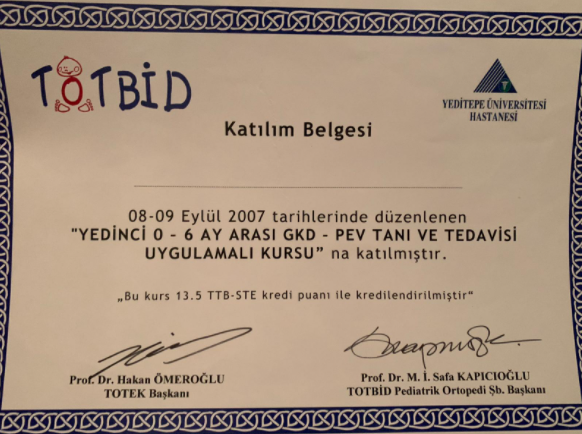 TOTBİD
YEDİTEPE ÜNİVERSİTESİ
HASTANESİ
Katılım Belgesi
08-09 Eylül 2007 tarihlerinde düzenlenen
"YEDİNCİ 0 - 6 AY ARASI GKD - PEV TANI VE TEDAVİSİ
UYGULAMALI KURSU” na katılmıştır.
„Bu kurs 13.5 TTB-STE kredi puanı ile kredilendirilmiştir“
Prof. Dr. Hakan ÖMEROĞLU
TOTEK Başkanı
Prof. Dr. M. İ. Safa KAPICIOĞLU
TOTBİD Pediatrik Ortopedi Şb. Başkanı